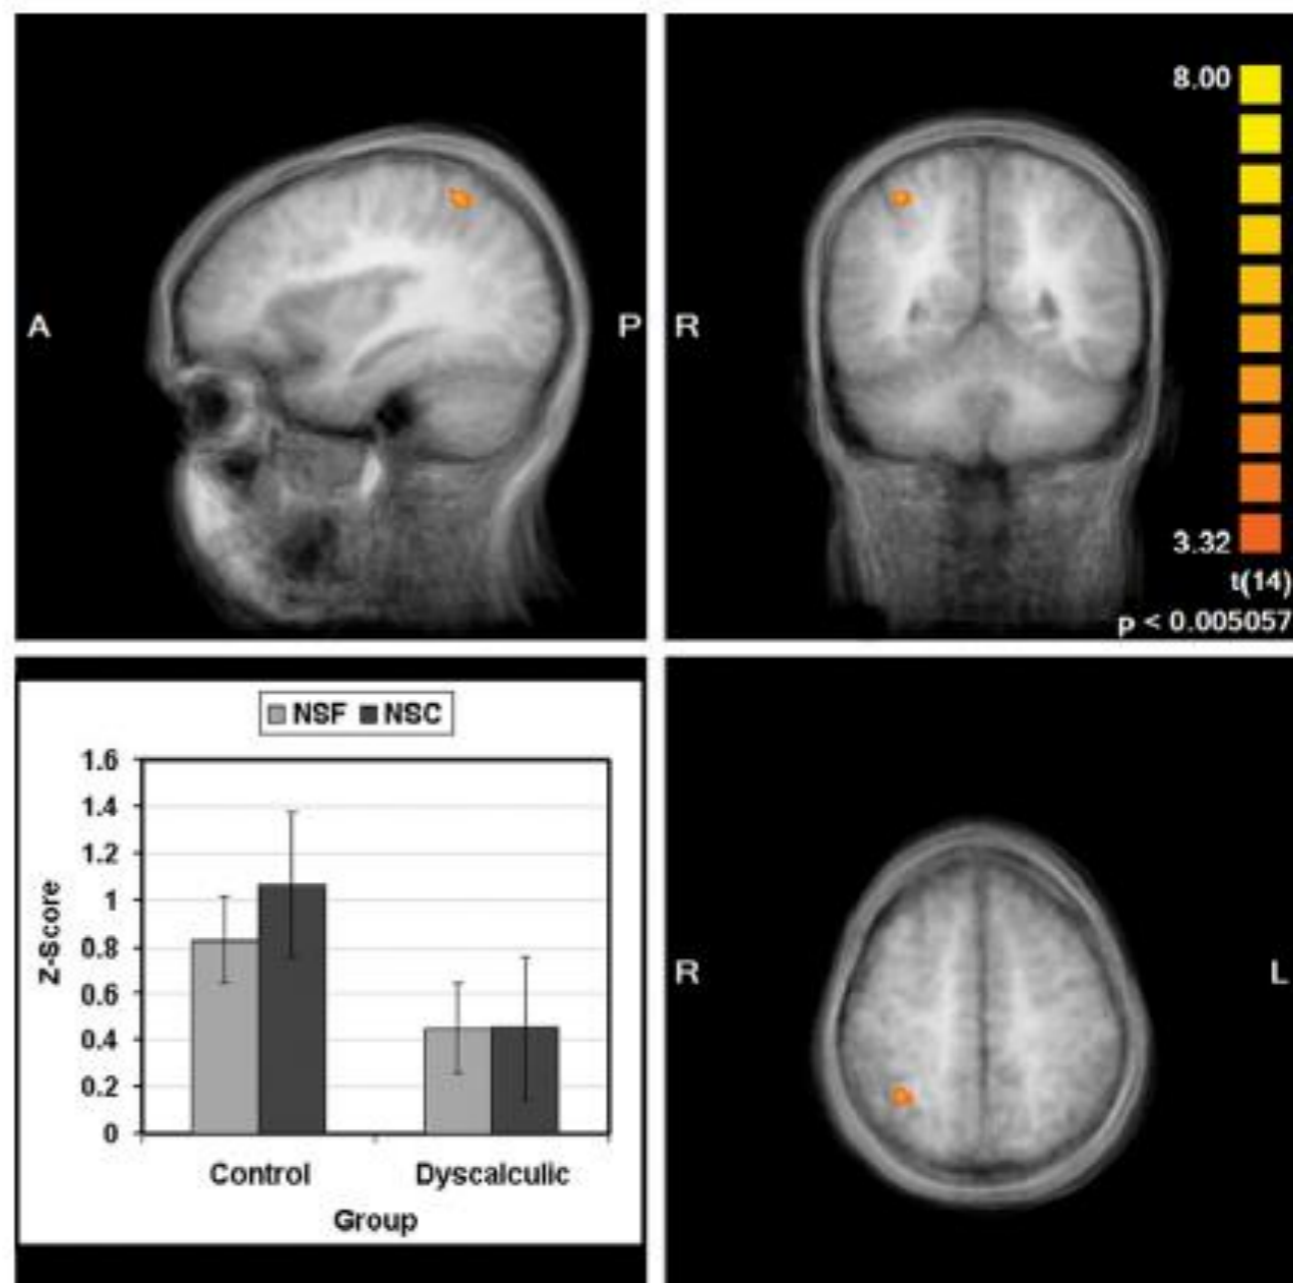 A
P
R
8.00
3.32
t(14)
p < 0.005057
NSF NSC
1.6
1.4
1.2
1
0.8
0.6
0.4
0.2
0
Z-score
Control Dyscalculic
Group
R
L